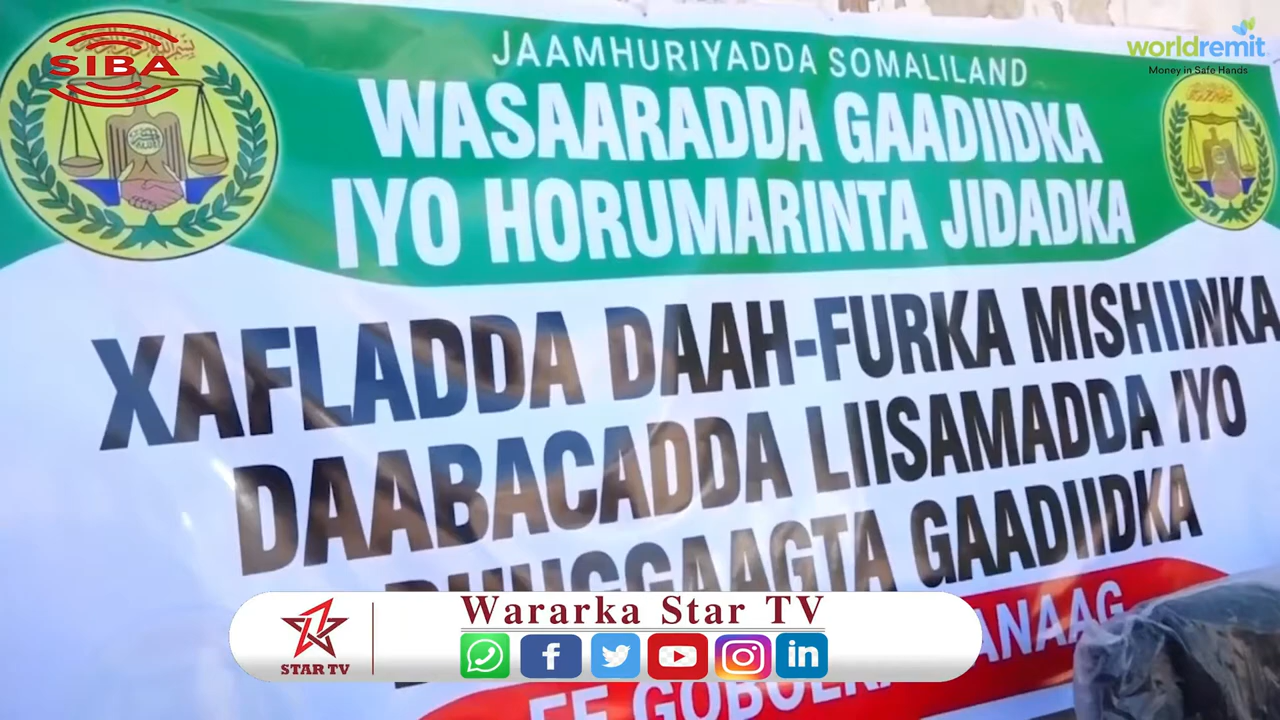 SIBA
worldremit
Money in Safe Hands
JAAMHURIYADDA SOMALILAND
WASAARADDA GAADIIDKA
IYO HORUMARINTA JIDADKA
XAFLADDA DAAH-FURKA MISHIINKA
DAABACADDA LIISAMADDA IYO
GAADIIDKA
EE
Wararka Star TV
STAR TV